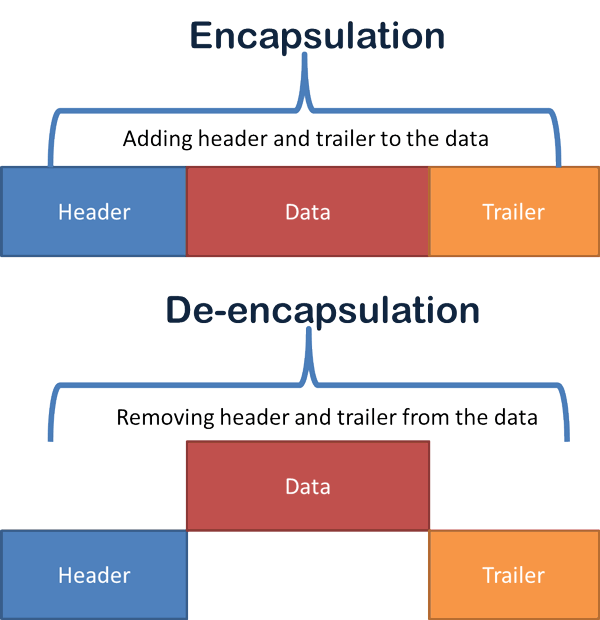 Encapsulation
Adding header and trailer to the data
Header Data Trailer
De-encapsulation
Removing header and trailer from the data
Data
Header Trailer